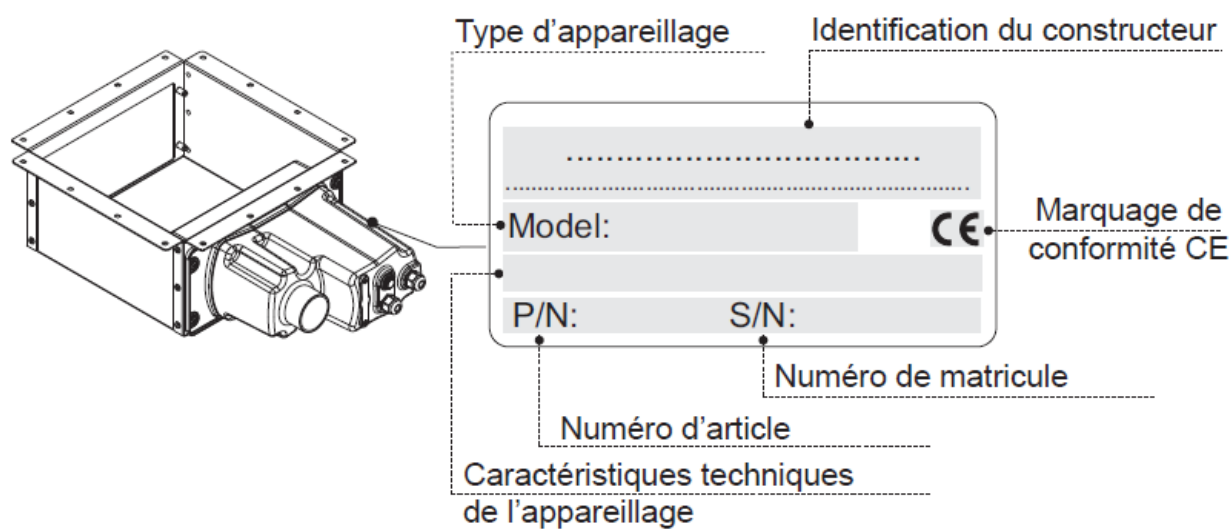 Type d’appareillage
Identification du constructeur
....................................
................................................................................
Model:
CE
Marquage de
conformité CE
P/N: S/N:
Numéro de matricule
Numéro d’article
Caractéristiques techniques
de l’appareillage